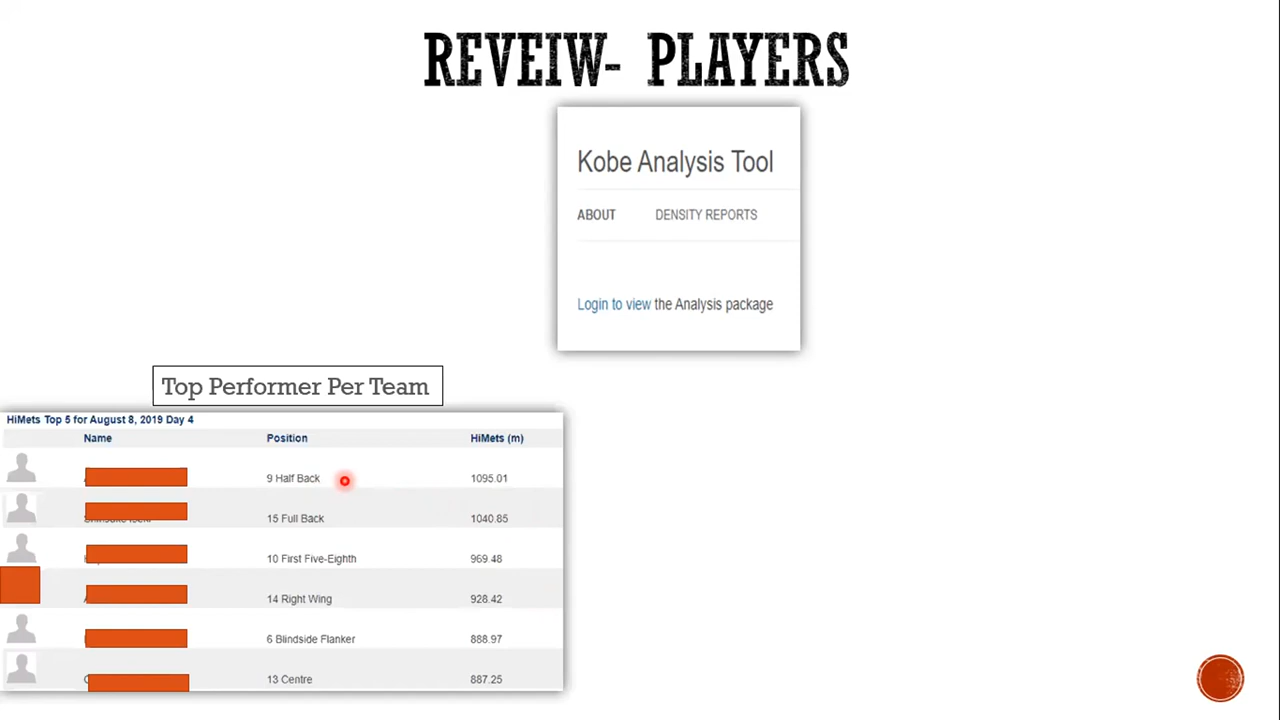 REVEIW- PLAYERS
Kobe Analysis Tool
ABOUT DENSITY REPORTS
Login to view the Analysis package
Top Performer Per Team
HiMets Top 5 for August 8, 2019 Day 4
Name Position HiMets (m)
9 Half Back 1095.01
15 Full Back 1040.85
10 First Five-Eighth 969.48
14 Right Wing 928.42
6 Blindside Flanker 888.97
13 Centre 887.25